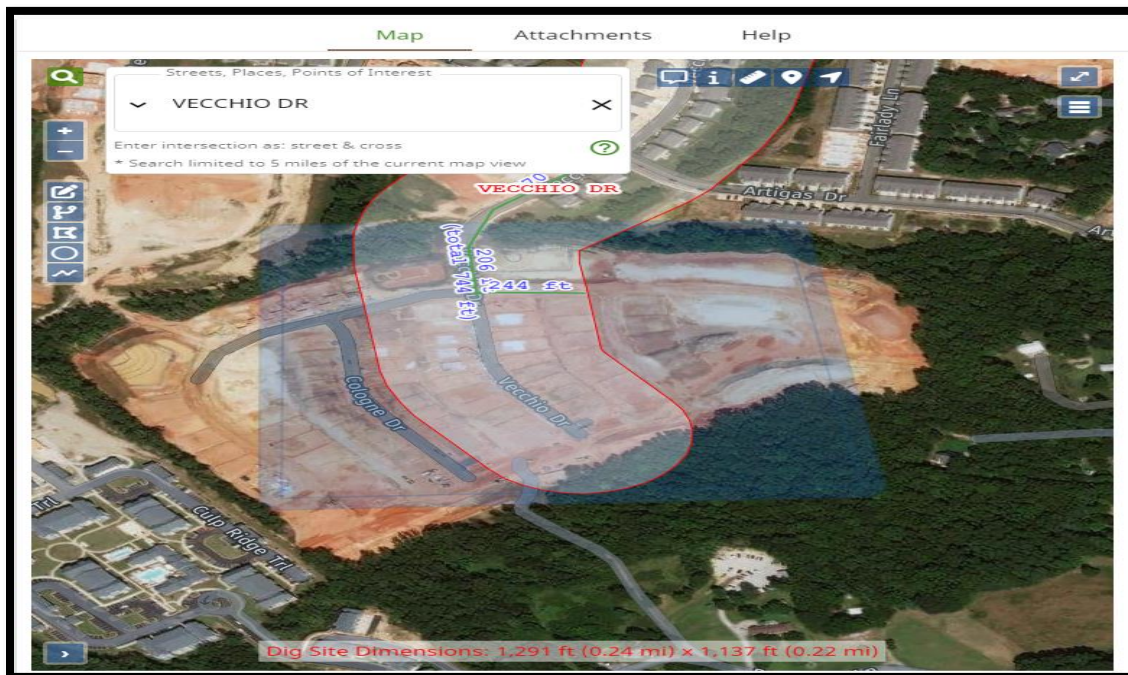 Map Attachments Help
Streets, Places, Points of Interest
VECCHIO DR
Enter intersection as: street & cross
* Search limited to 5 miles of the current map view
Fairlady Ln
VECCHIO DR
Artigas Dr
206 ft
(total 744 ft)
244 ft
Cologne Dr
Vecchio Dr
Trl
Culp Ridge Trl
Dig Site Dimensions: 1,291 ft (0.24 mi) x 1,137 ft (0.22 mi)